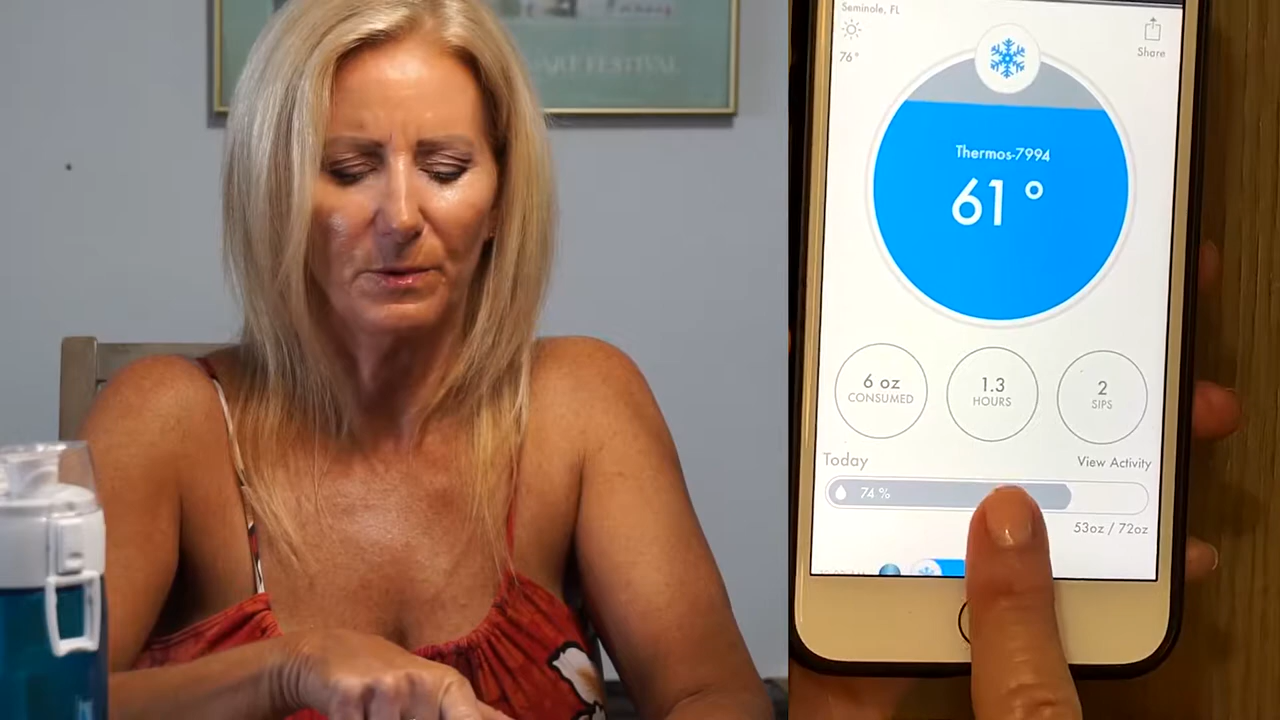 ART FESTIVAL
Seminole, FL
76°
Share
Thermos-7994
61°
6 oz
CONSUMED
1.3
HOURS
2
SIPS
Today
View Activity
74%
53oz / 72oz